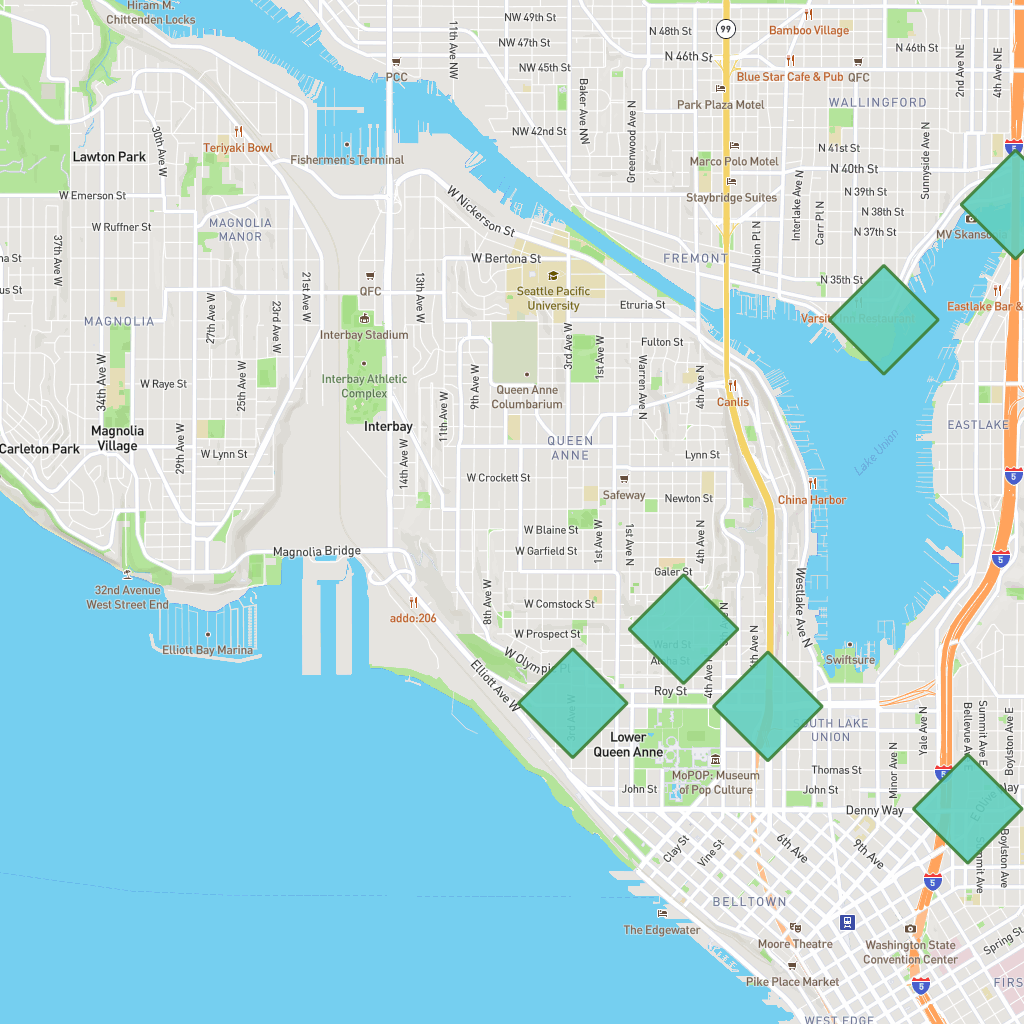 Hiram M.
Chittenden Locks
11th Ave NW
NW 49th St
N 48th St
99
Bamboo Village
NW 47th St
N 46th St
N 46th St
2nd Ave NE
4th Ave NE
PCC
NW 45th St
Blue Star Cafe & Pub
QFC
Baker Ave NW
Greenwood Ave N
Park Plaza Motel
WALLINGFORD
30th Ave W
NW 42nd St
Teriyaki Bowl
Fishermen's Terminal
Lawton Park
Marco Polo Motel
N 41st St
N 40th St
Sunnyside Ave N
5
W Emerson St
Staybridge Suites
Interlake Ave N
N 39th St
W Nickerson St
N 38th St
W Ruffner St
MAGNOLIA
MANOR
Carr Pl N
N 37th St
MV Skanso
37th Ave W
Albion Pl N
W Bertona St
FREMONT
21st Ave W
13th Ave W
QFC
N 35th St
Seattle Pacific
University
Etruria St
Eastlake Bar &
27th Ave W
23rd Ave W
MAGNOLIA
Interbay Stadium
3rd Ave W
1st Ave W
Fulton St
34th Ave W
25th Ave W
Warren Ave N
4th Ave N
W Raye St
Interbay Athletic
Complex
9th Ave W
Queen Anne
Columbarium
Canlis
11th Ave W
Magnolia
Village
Interbay
EASTLAKE
29th Ave W
14th Ave W
QUEEN
ANNE
Lake Union
Carleton Park
W Lynn St
Lynn St
W Crockett St
5
Safeway
Newton St
China Harbor
W Blaine St
1st Ave W
1st Ave N
4th Ave N
W Garfield St
Magnolia Bridge
5
Galer St
Westlake Ave N
32nd Avenue
West Street End
8th Ave W
W Comstock St
addo:206
W Prospect St
Elliott Bay Marina
W Olympic Pl
Swiftsure
Elliott Ave W
Roy St
4th Ave N
Yale Ave N
Bellevue Ave E
Summit Ave E
Boylston Ave E
SOUTH LAKE
UNION
Lower
Queen Anne
MoPOP: Museum
of Pop Culture
Thomas St
Minor Ave N
5
John St
John St
Denny Way
Clay St
Vine St
6th Ave
9th Ave
Boylston Ave
5
BELLTOWN
The Edgewater
Moore Theatre
Washington State
Convention Center
Spring St
Pike Place Market
5
FIRS
WEST EDGE